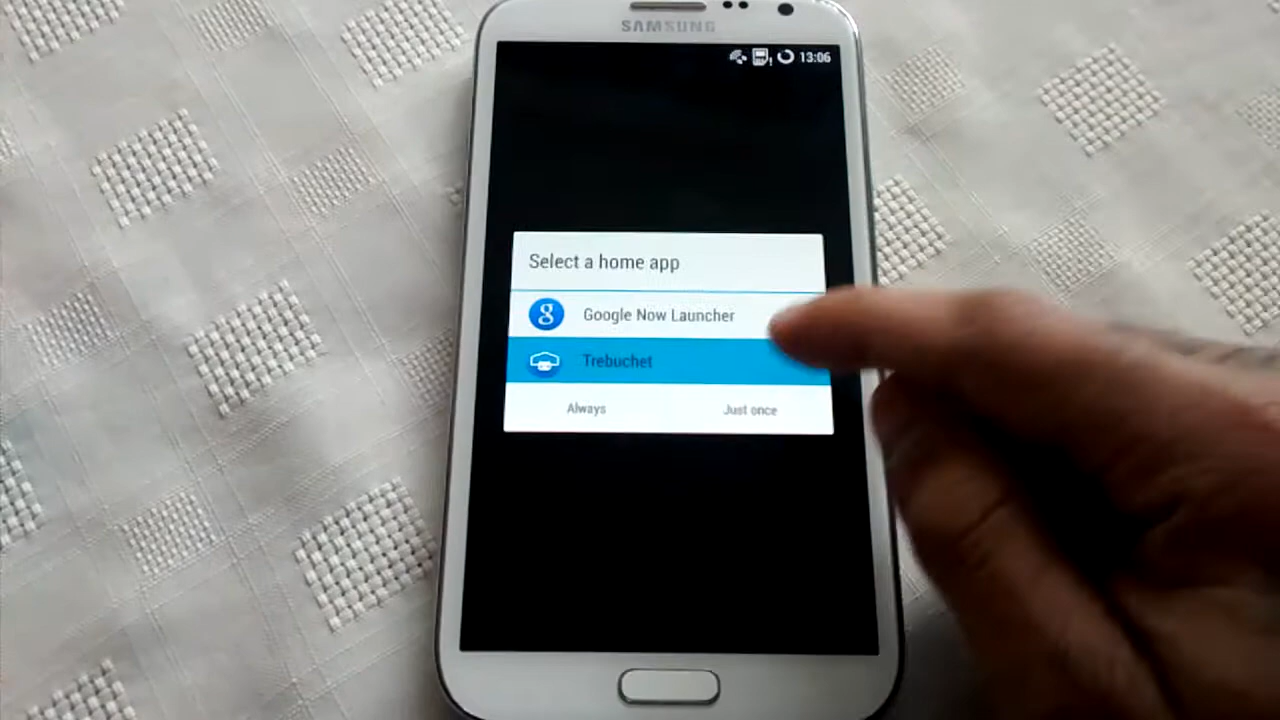 SAMSUNG
13:06
Select a home app
Google Now Launcher
Trebuchet
Always Just once